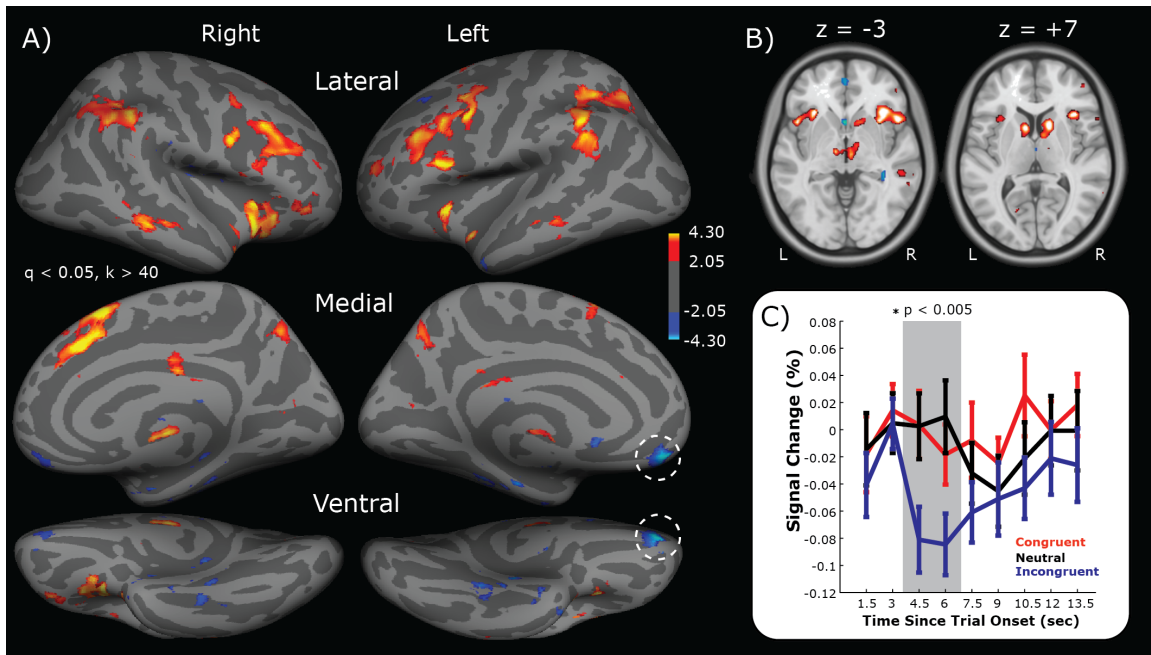 A)
Right
Left
Lateral
q < 0.05, k > 40
4.30
2.05
-2.05
-4.30
Medial
Ventral
B)
z = -3
z = +7
L
R
L
R
C)
* p < 0.005
Signal Change (%)
0.08
0.06
0.04
0.02
0
-0.02
-0.04
-0.06
-0.08
-0.1
-0.12
Congruent
Neutral
Incongruent
1.5 3 4.5 6 7.5 9 10.5 12 13.5
Time Since Trial Onset (sec)